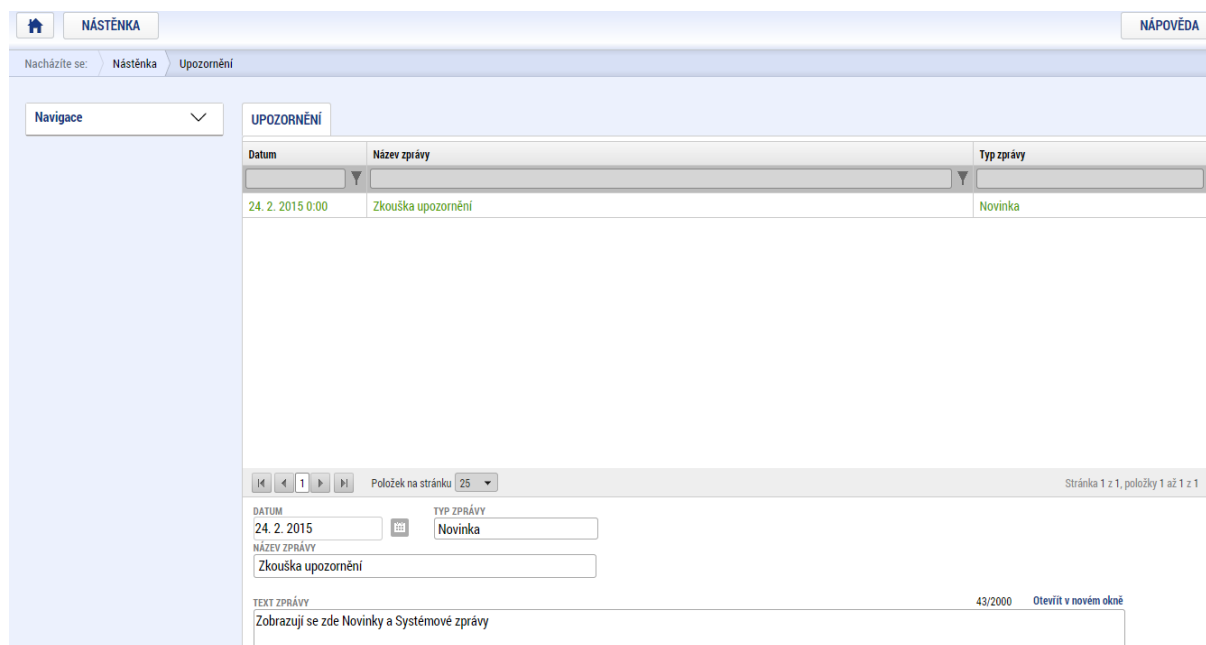 NÁSTĚNKA NÁPOVĚDA
Nacházíte se: Nástěnka Upozornění
Navigace
UPOZORNĚNÍ
Datum Název zprávy Typ zprávy
24. 2. 2015 0:00 Zkouška upozornění Novinka
1 Položek na stránku 25 Stránka 1 z 1, položky 1 až 1 z 1
DATUM TYP ZPRÁVY
24. 2. 2015 Novinka
NÁZEV ZPRÁVY
Zkouška upozornění
TEXT ZPRÁVY 43/2000 Otevřít v novém okně
Zobrazují se zde Novinky a Systémové zprávy